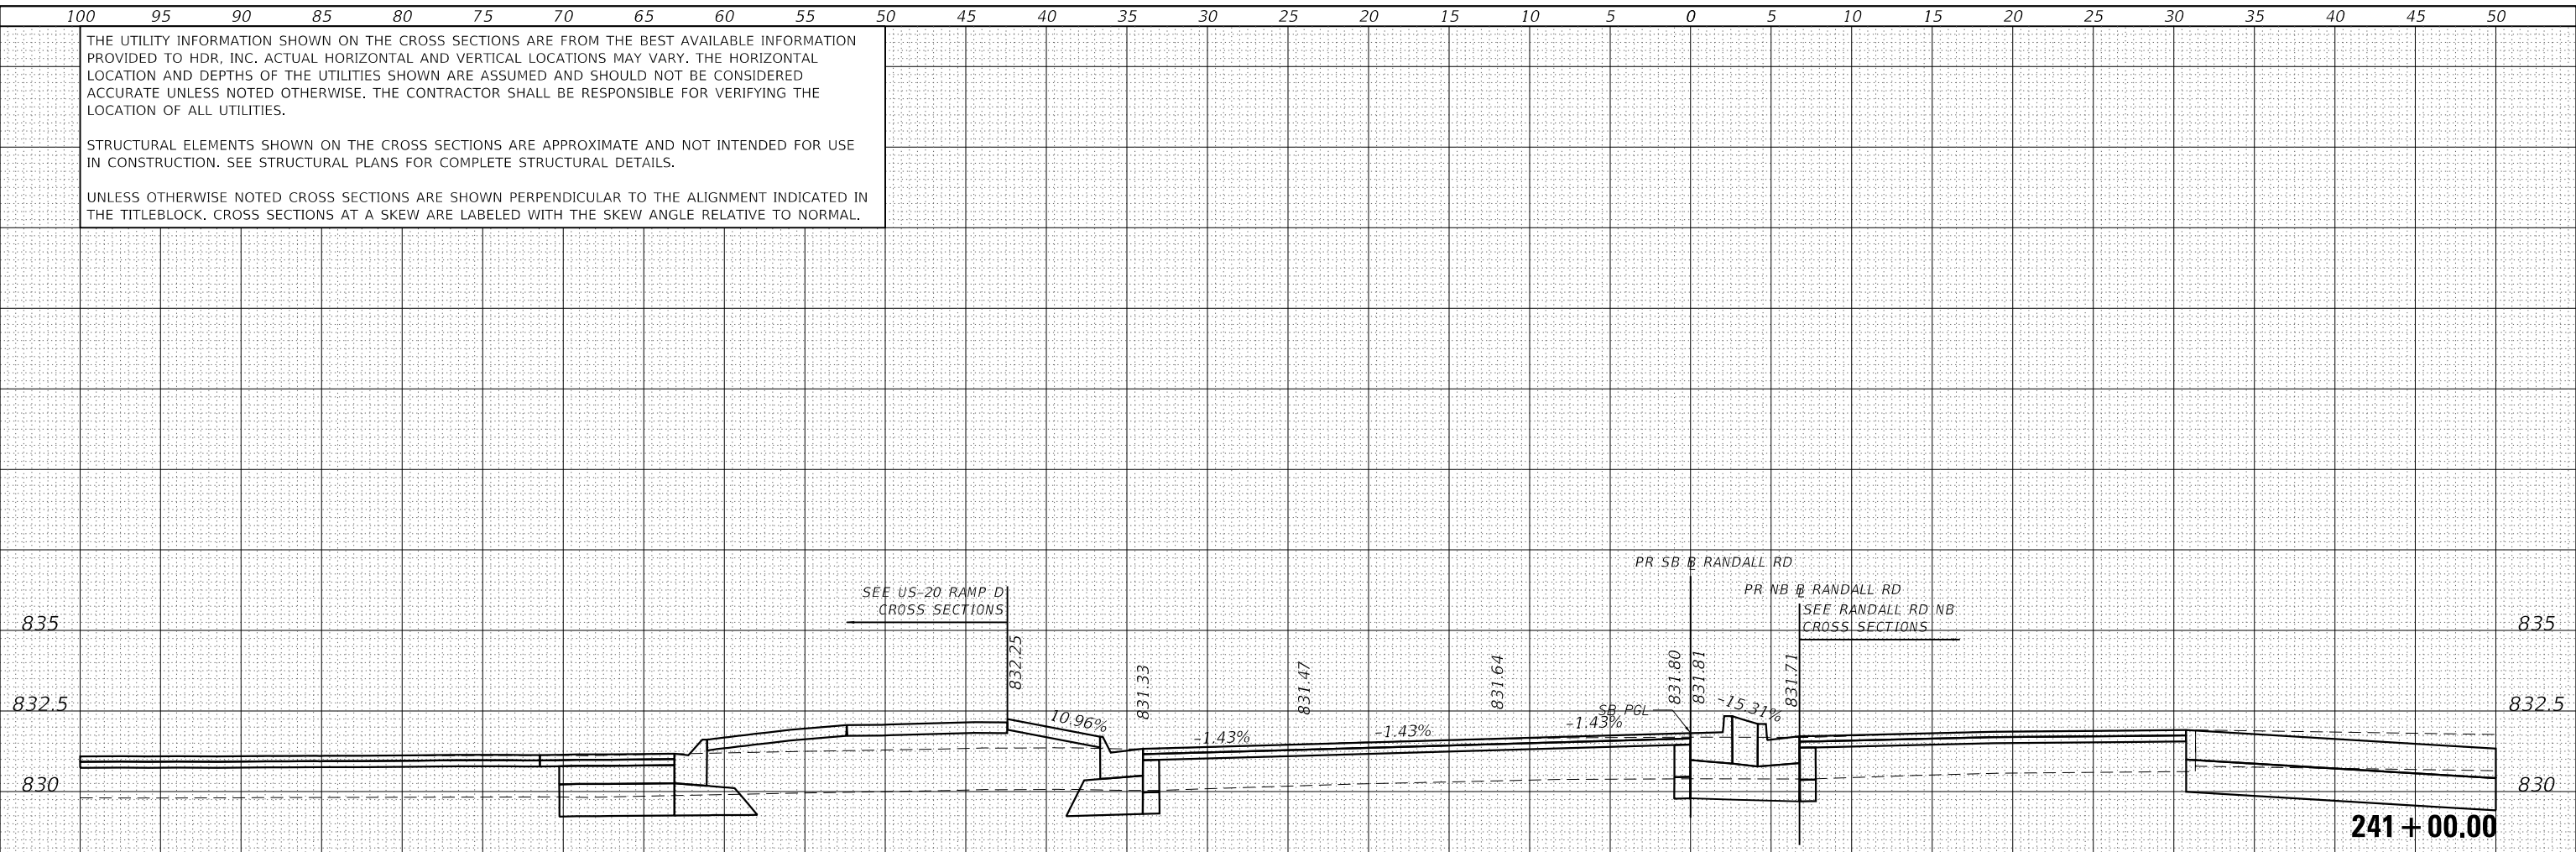 100 95 90 85 80 75 70 65 60 55 50 45 40 35 30 25 20 15 10 5 0 5 10 15 20 25 30 35 40 45 50
THE UTILITY INFORMATION SHOWN ON THE CROSS SECTIONS ARE FROM THE BEST AVAILABLE INFORMATION
PROVIDED TO HDR, INC. ACTUAL HORIZONTAL AND VERTICAL LOCATIONS MAY VARY. THE HORIZONTAL
LOCATION AND DEPTHS OF THE UTILITIES SHOWN ARE ASSUMED AND SHOULD NOT BE CONSIDERED
ACCURATE UNLESS NOTED OTHERWISE. THE CONTRACTOR SHALL BE RESPONSIBLE FOR VERIFYING THE
LOCATION OF ALL UTILITIES.
STRUCTURAL ELEMENTS SHOWN ON THE CROSS SECTIONS ARE APPROXIMATE AND NOT INTENDED FOR USE
IN CONSTRUCTION. SEE STRUCTURAL PLANS FOR COMPLETE STRUCTURAL DETAILS.
UNLESS OTHERWISE NOTED CROSS SECTIONS ARE SHOWN PERPENDICULAR TO THE ALIGNMENT INDICATED IN
THE TITLEBLOCK. CROSS SECTIONS AT A SKEW ARE LABELED WITH THE SKEW ANGLE RELATIVE TO NORMAL.
PR SB ⅊ RANDALL RD
PR NB ⅊ RANDALL RD
SEE US-20 RAMP D
CROSS SECTIONS
SEE RANDALL RD NB
CROSS SECTIONS
835
835
832.25
831.33
831.47
831.64
831.80
831.81
831.71
832.5
832.5
SB PGL
10.96%
-1.43%
-1.43%
-1.43%
-15.31%
830
830
241+00.00